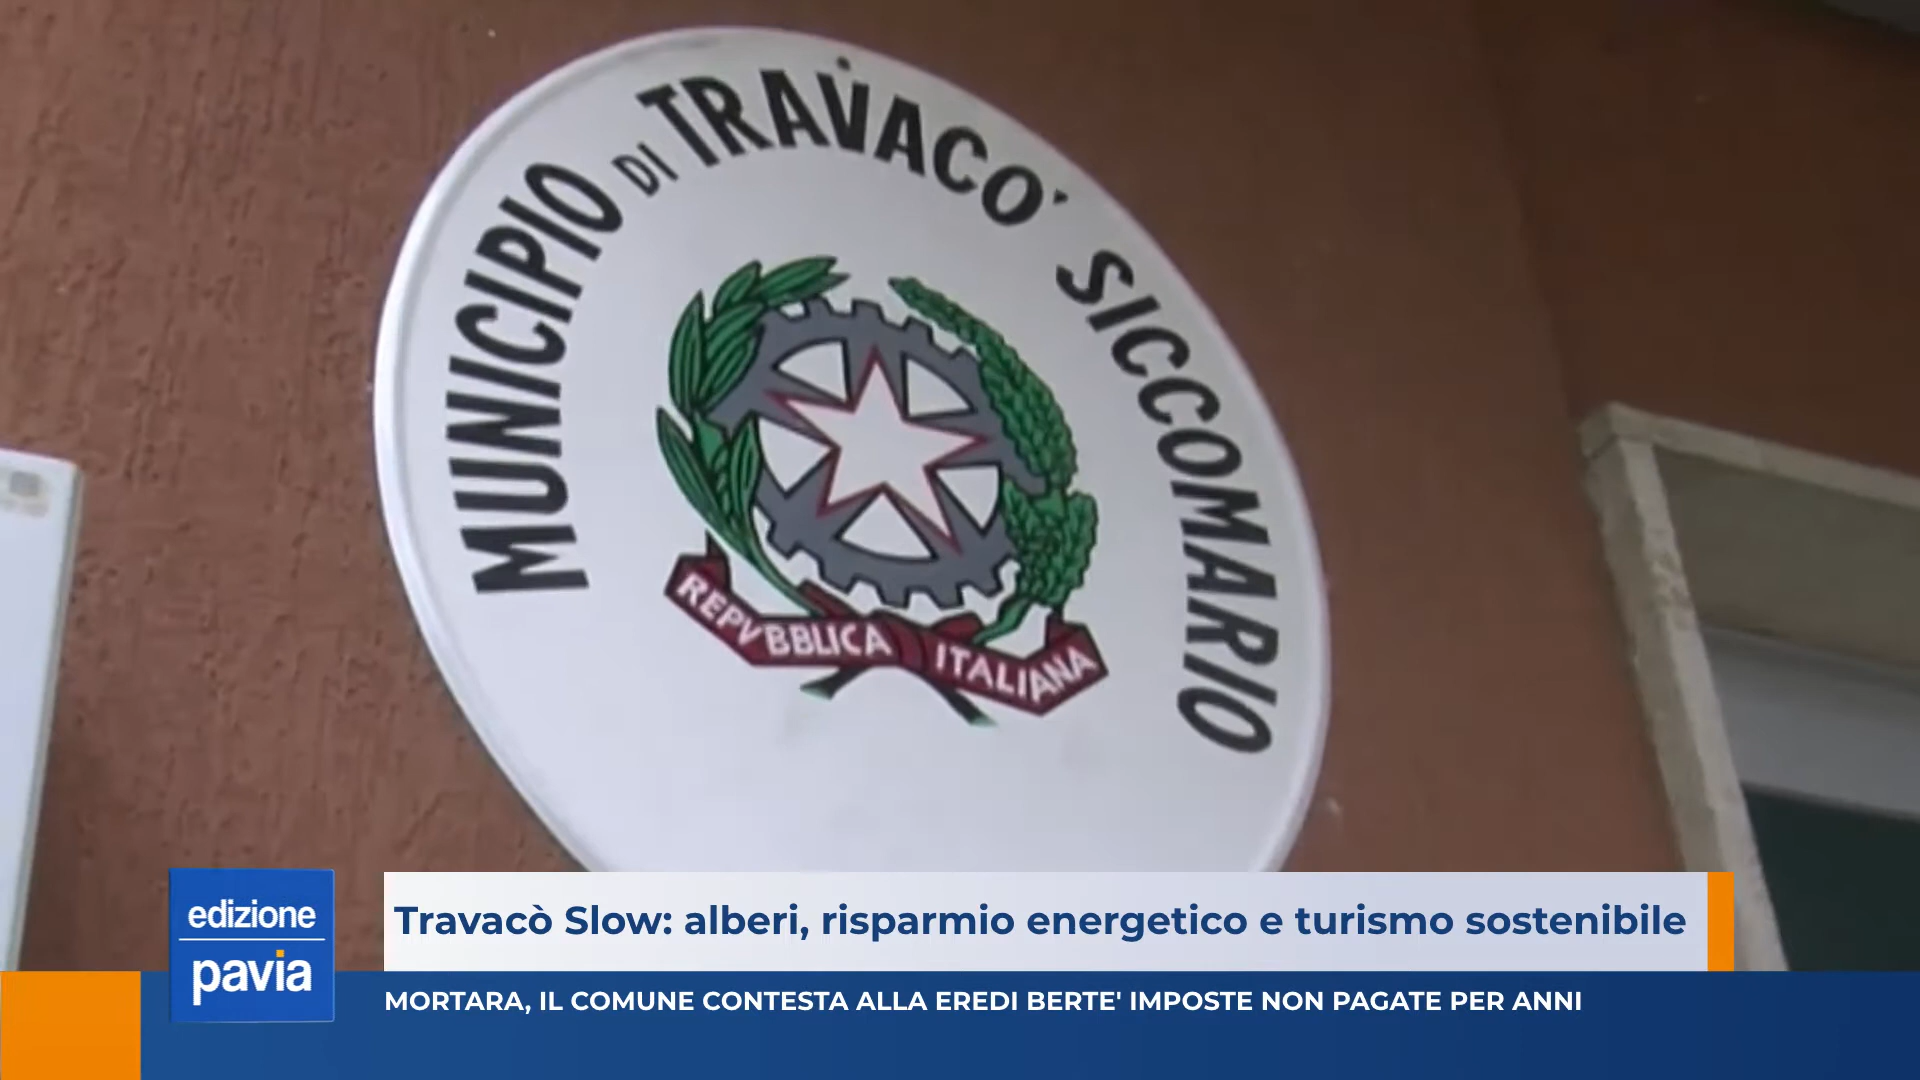 MUNICIPIO DI TRAVACO' SICCOMARIO
REPVBBLICA ITALIANA
edizione
pavia
Travacò Slow: alberi, risparmio energetico e turismo sostenibile
MORTARA, IL COMUNE CONTESTA ALLA EREDI BERTE' IMPOSTE NON PAGATE PER ANNI